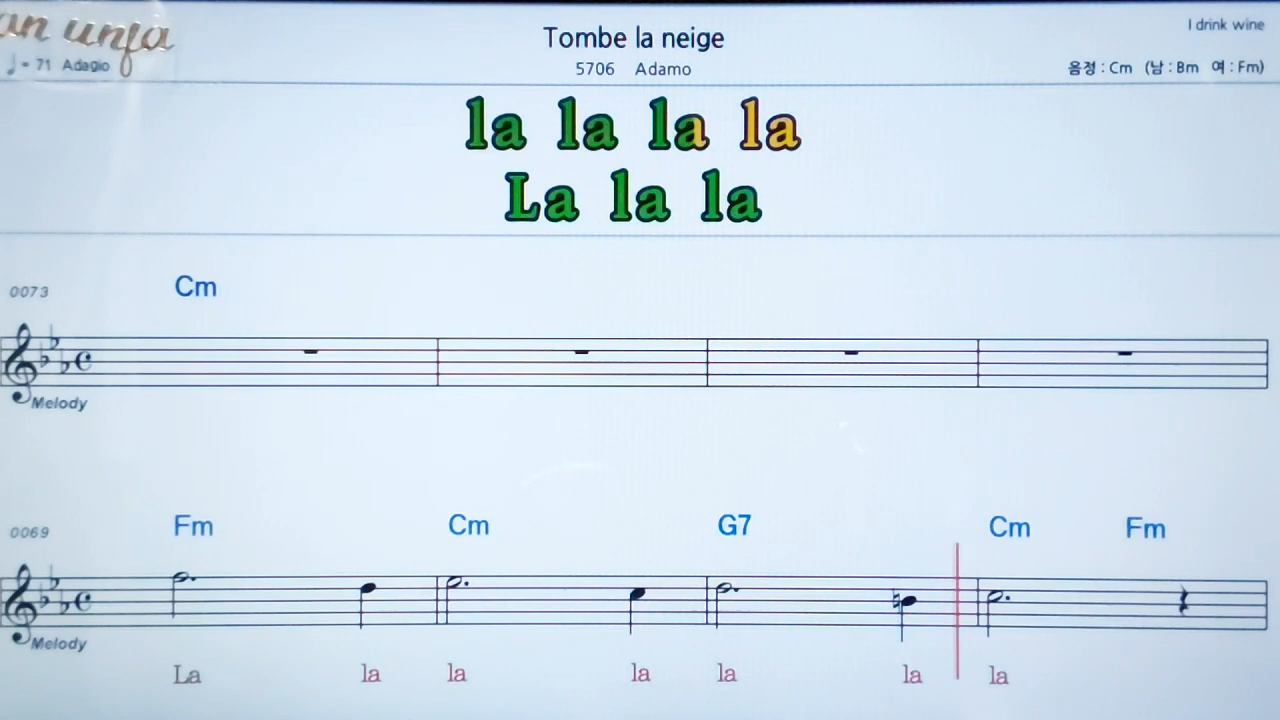 an unfa
Tombe la neige
I drink wine
♩ = 71 Adagio
5706 Adamo
음정 : Cm (남 : Bm 여 : Fm)
la la la la
La la la
0073
Cm
Melody
0069
Fm Cm G7 Cm Fm
Melody
La la la la la la la